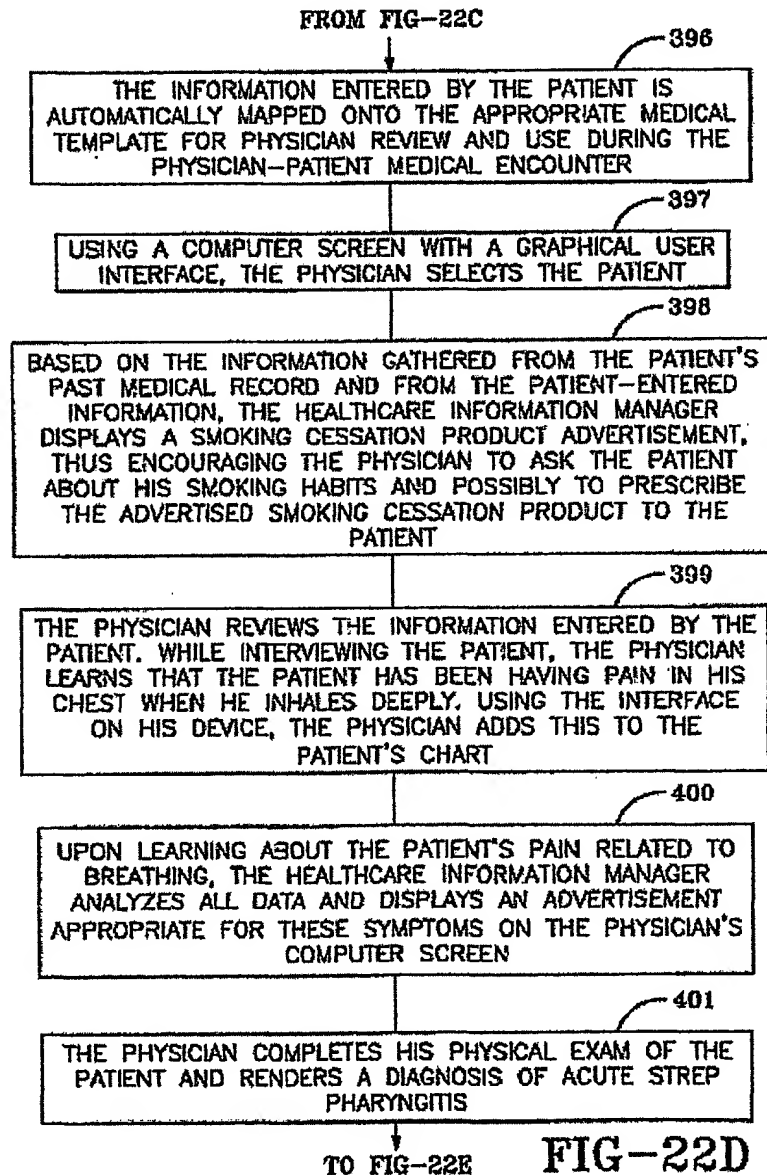 FROM FIG-22C
396
THE INFORMATION ENTERED BY THE PATIENT IS
AUTOMATICALLY MAPPED ONTO THE APPROPRIATE MEDICAL
TEMPLATE FOR PHYSICIAN REVIEW AND USE DURING THE
PHYSICIAN-PATIENT MEDICAL ENCOUNTER
397
USING A COMPUTER SCREEN WITH A GRAPHICAL USER
INTERFACE, THE PHYSICIAN SELECTS THE PATIENT
398
BASED ON THE INFORMATION GATHERED FROM THE PATIENT'S
PAST MEDICAL RECORD AND FROM THE PATIENT-ENTERED
INFORMATION, THE HEALTHCARE INFORMATION MANAGER
DISPLAYS A SMOKING CESSATION PRODUCT ADVERTISEMENT,
THUS ENCOURAGING THE PHYSICIAN TO ASK THE PATIENT
ABOUT HIS SMOKING HABITS AND POSSIBLY TO PRESCRIBE
THE ADVERTISED SMOKING CESSATION PRODUCT TO THE
PATIENT
399
THE PHYSICIAN REVIEWS THE INFORMATION ENTERED BY THE
PATIENT. WHILE INTERVIEWING THE PATIENT, THE PHYSICIAN
LEARNS THAT THE PATIENT HAS BEEN HAVING PAIN IN HIS
CHEST WHEN HE INHALES DEEPLY. USING THE INTERFACE
ON HIS DEVICE, THE PHYSICIAN ADDS THIS TO THE
PATIENT'S CHART
400
UPON LEARNING ABOUT THE PATIENT'S PAIN RELATED TO
BREATHING, THE HEALTHCARE INFORMATION MANAGER
ANALYZES ALL DATA AND DISPLAYS AN ADVERTISEMENT
APPROPRIATE FOR THESE SYMPTOMS ON THE PHYSICIAN'S
COMPUTER SCREEN
401
THE PHYSICIAN COMPLETES HIS PHYSICAL EXAM OF THE
PATIENT AND RENDERS A DIAGNOSIS OF ACUTE STREP
PHARYNGITIS
TO FIG-22E
FIG-22D